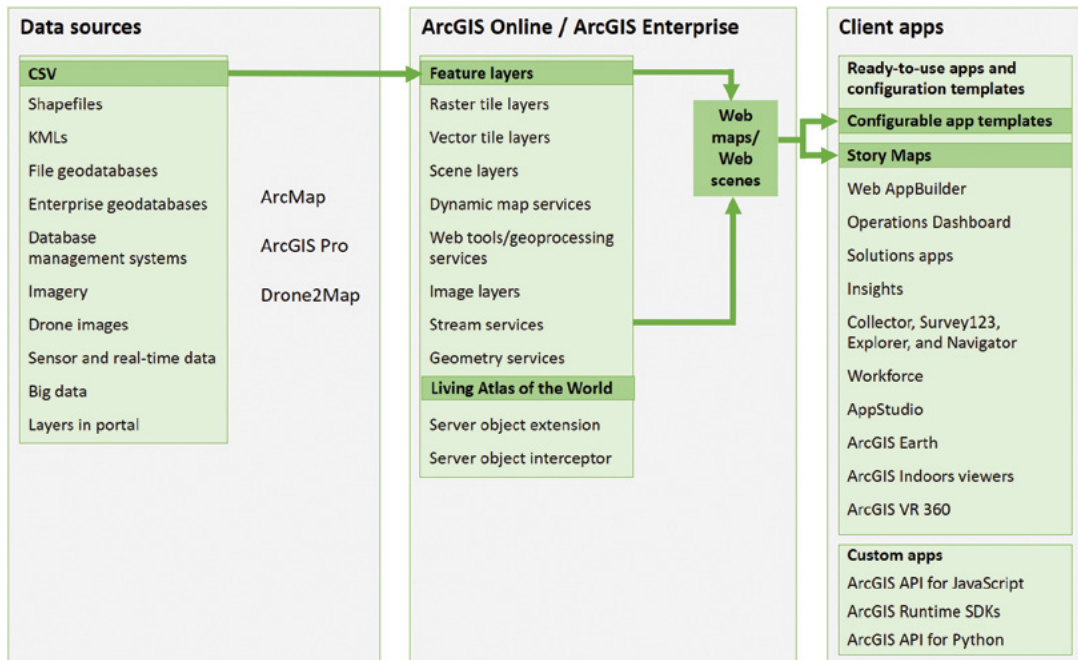 Data sources
CSV
Shapefiles
KMLs
File geodatabases
Enterprise geodatabases
Database
management systems
Imagery
Drone images
Sensor and real-time data
Big data
Layers in portal
ArcMap
ArcGIS Pro
Drone2Map
ArcGIS Online / ArcGIS Enterprise
Feature layers
Raster tile layers
Vector tile layers
Scene layers
Dynamic map services
Web tools/geoprocessing
services
Image layers
Stream services
Geometry services
Living Atlas of the World
Server object extension
Server object interceptor
Web
maps/
Web
scenes
Client apps
Ready-to-use apps and
configuration templates
Configurable app templates
Story Maps
Web AppBuilder
Operations Dashboard
Solutions apps
Insights
Collector, Survey123,
Explorer, and Navigator
Workforce
AppStudio
ArcGIS Earth
ArcGIS Indoors viewers
ArcGIS VR 360
Custom apps
ArcGIS API for JavaScript
ArcGIS Runtime SDKs
ArcGIS API for Python